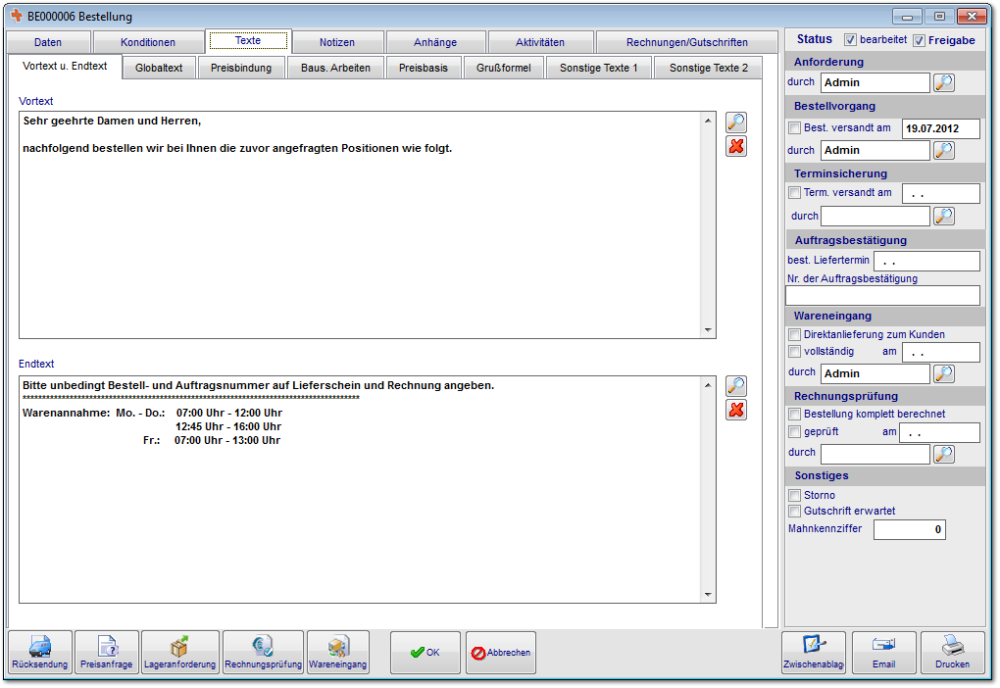 BE000006 Bestellung
Daten
Konditionen
Texte
Notizen
Anhänge
Aktivitäten
Rechnungen/Gutschriften
Vortext u. Endtext
Globaltext
Preisbindung
Baus. Arbeiten
Preisbasis
Grußformel
Sonstige Texte 1
Sonstige Texte 2
Vortext
Sehr geehrte Damen und Herren,
nachfolgend bestellen wir bei Ihnen die zuvor angefragten Positionen wie folgt.
Endtext
Bitte unbedingt Bestell- und Auftragsnummer auf Lieferschein und Rechnung angeben.
Warenannahme: Mo. - Do.: 07:00 Uhr - 12:00 Uhr
12:45 Uhr - 16:00 Uhr
Fr.: 07:00 Uhr - 13:00 Uhr
Status bearbeitet Freigabe
Anforderung
durch Admin
Bestellvorgang
Best. versandt am 19.07.2012
durch Admin
Terminsicherung
Term. versandt am . .
durch
Auftragsbestätigung
best. Liefertermin . .
Nr. der Auftragsbestätigung
Wareneingang
Direktanlieferung zum Kunden
vollständig am . .
durch Admin
Rechnungsprüfung
Bestellung komplett berechnet
geprüft am . .
durch
Sonstiges
Storno
Gutschrift erwartet
Mahnkennziffer 0
Rücksendung
Preisanfrage
Lageranforderung
Rechnungsprüfung
Wareneingang
OK
Abbrechen
Zwischenablag
Email
Drucken